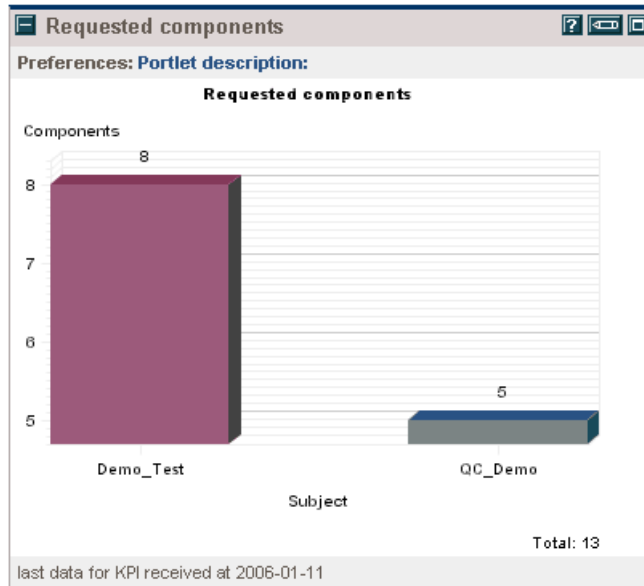 Requested components ?
Preferences: Portlet description:
Requested components
Components
8
8
7
6
5
5
Demo_Test QC_Demo
Subject
Total: 13
last data for KPI received at 2006-01-11